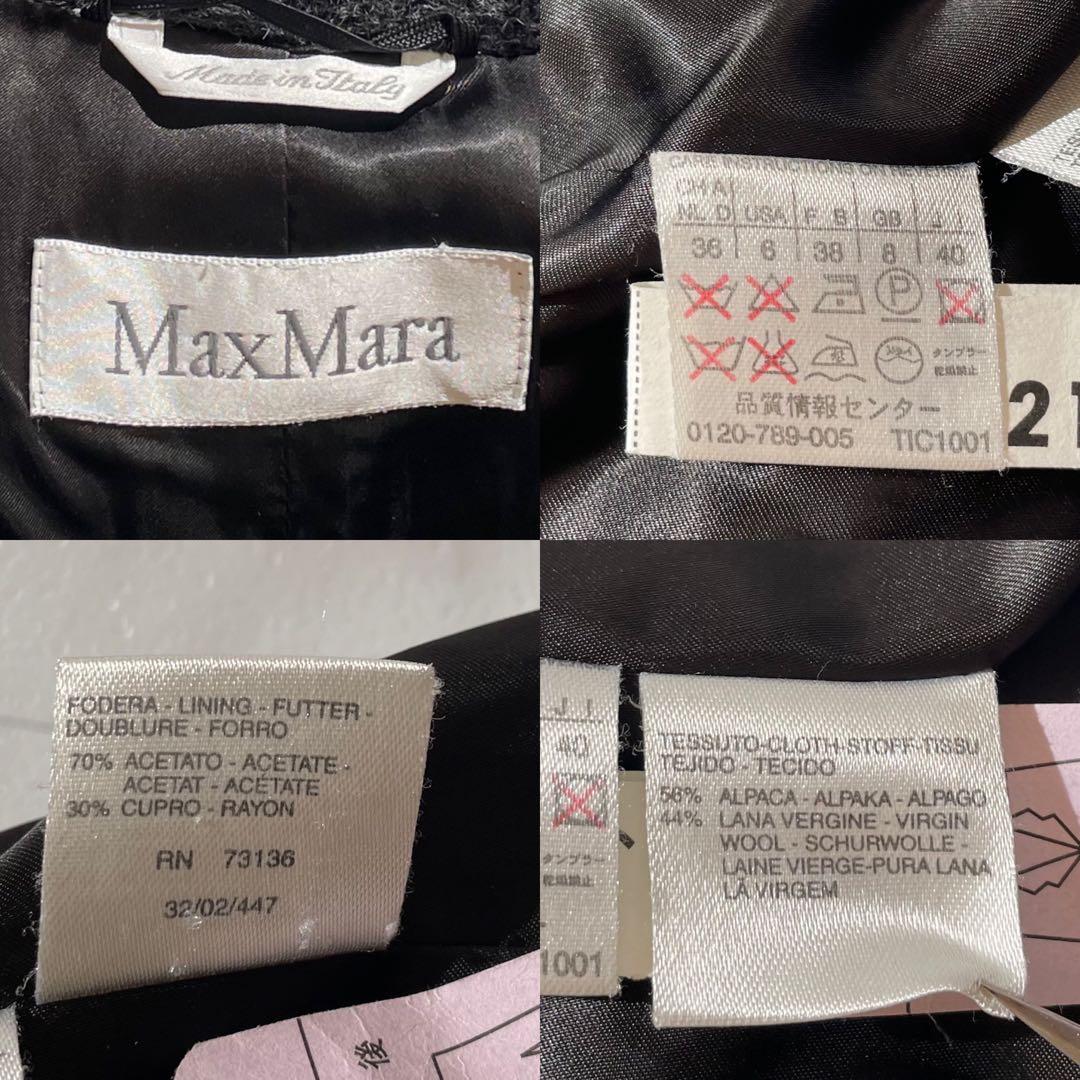 Made in Italy
MaxMara
CH A
NL D USA F B GB J I
36 6 38 8 40
P
タンブラー
乾燥禁止
品質情報センター
0120-789-005 TIC1001
21
FODERA - LINING - FUTTER -
DOUBLURE - FORRO
70% ACETATO - ACETATE -
ACETAT - ACÉTATE
30% CUPRO - RAYON
RN 73136
32/02/447
後
J I
40
タンブラー
乾燥禁止
1001
TESSUTO-CLOTH-STOFF-TISSU
TEJIDO - TECIDO
56% ALPACA - ALPAKA - ALPAGO
44% LANA VERGINE - VIRGIN
WOOL - SCHURWOLLE -
LAINE VIERGE-PURA LANA
LÃ VIRGEM